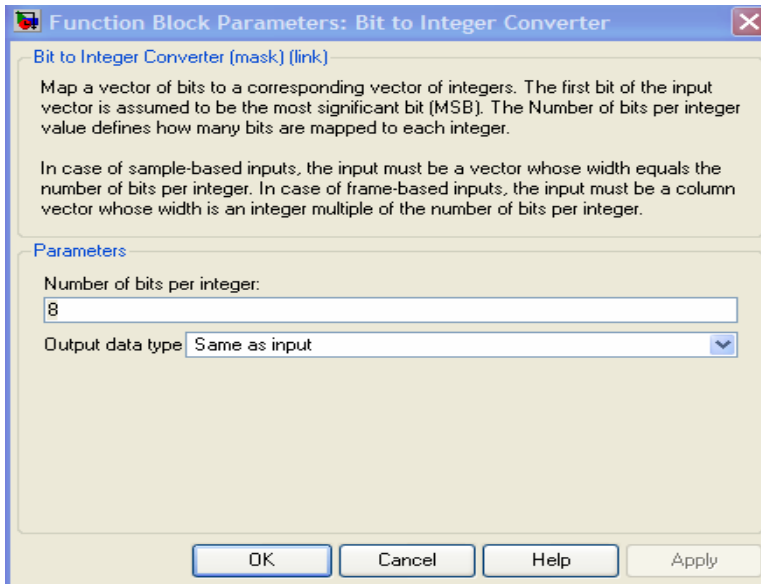 Function Block Parameters: Bit to Integer Converter
Bit to Integer Converter (mask) (link)
Map a vector of bits to a corresponding vector of integers. The first bit of the input
vector is assumed to be the most significant bit (MSB). The Number of bits per integer
value defines how many bits are mapped to each integer.
In case of sample-based inputs, the input must be a vector whose width equals the
number of bits per integer. In case of frame-based inputs, the input must be a column
vector whose width is an integer multiple of the number of bits per integer.
Parameters
Number of bits per integer:
8
Output data type Same as input
OK Cancel Help Apply